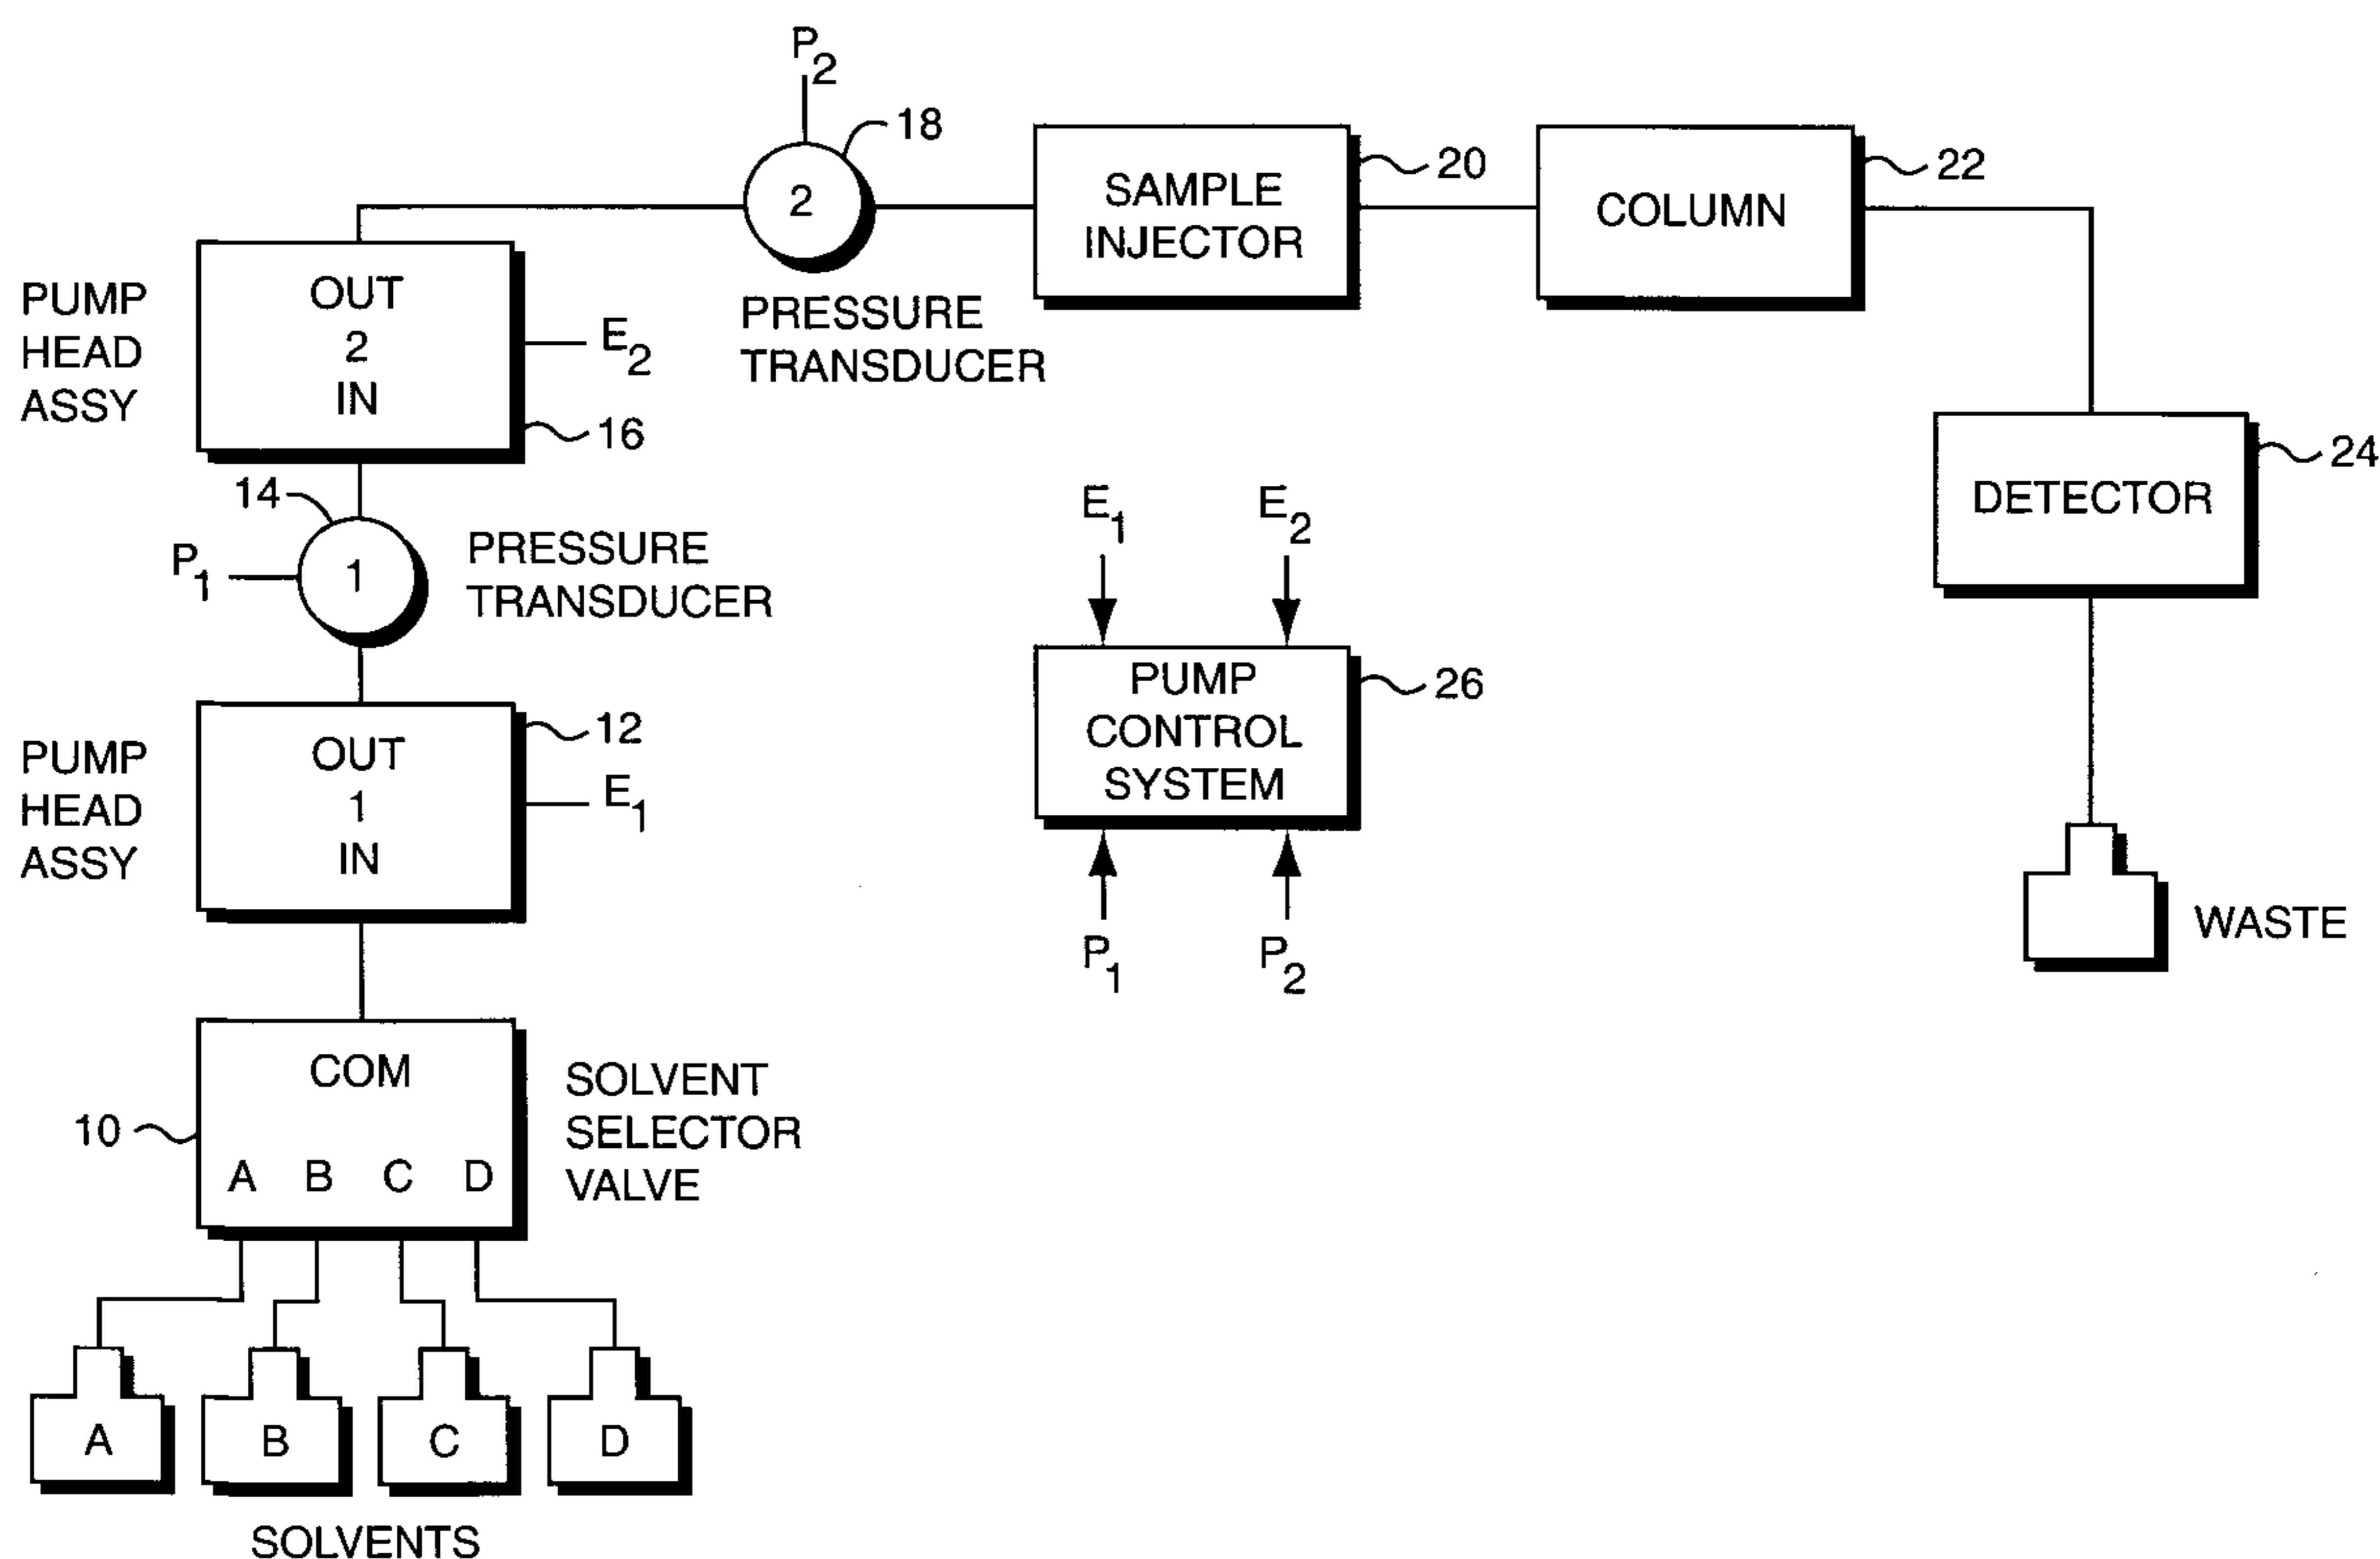 P2
18
2
PRESSURE
TRANSDUCER
SAMPLE
INJECTOR
20
COLUMN
22
PUMP
HEAD
ASSY
OUT
2
IN
E2
16
14
P1
1
PRESSURE
TRANSDUCER
DETECTOR
24
E1
E2
PUMP
CONTROL
SYSTEM
26
P1
P2
PUMP
HEAD
ASSY
OUT
1
IN
12
E1
WASTE
10
COM
A B C D
SOLVENT
SELECTOR
VALVE
A B C D
SOLVENTS